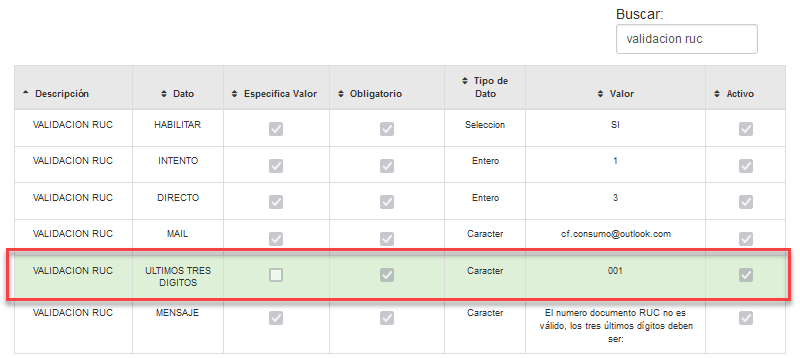 Buscar:
validacion ruc
Descripción Dato Especifica Valor Obligatorio Tipo de Dato Valor Activo
VALIDACION RUC HABILITAR Seleccion SI
VALIDACION RUC INTENTO Entero 1
VALIDACION RUC DIRECTO Entero 3
VALIDACION RUC MAIL Caracter cf.consumo@outlook.com
VALIDACION RUC ULTIMOS TRES DIGITOS Caracter 001
VALIDACION RUC MENSAJE Caracter El numero documento RUC no es
válido, los tres últimos dígitos deben
ser: